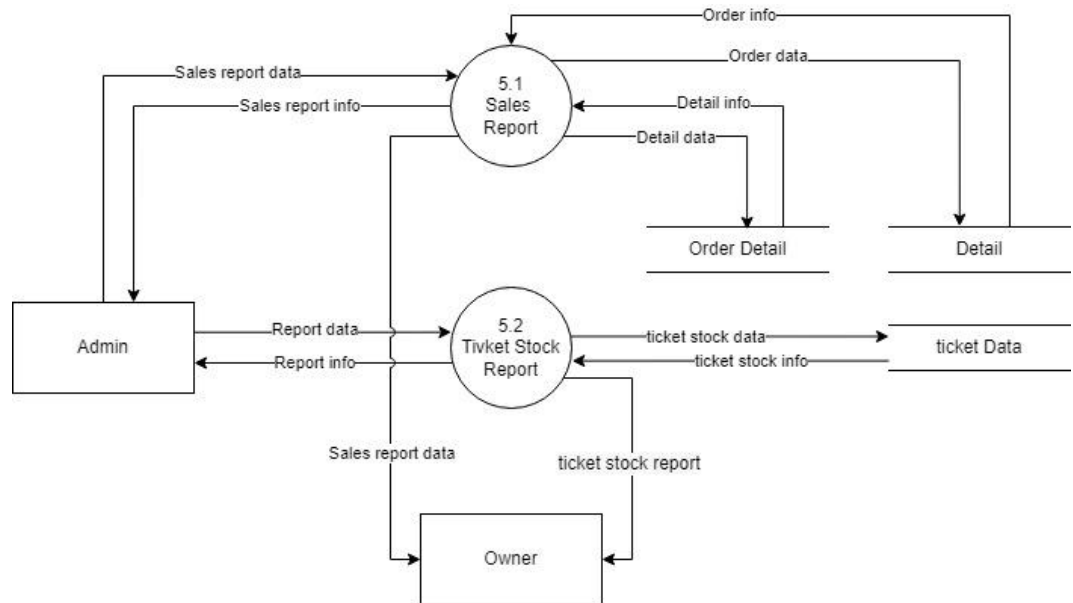 Order info
Order data
Sales report data
5.1
Sales
Report
Sales report info
Detail info
Detail data
Order Detail
Detail
Admin
Report data
Report info
5.2
Tivket Stock
Report
ticket stock data
ticket stock info
ticket Data
Sales report data
ticket stock report
Owner